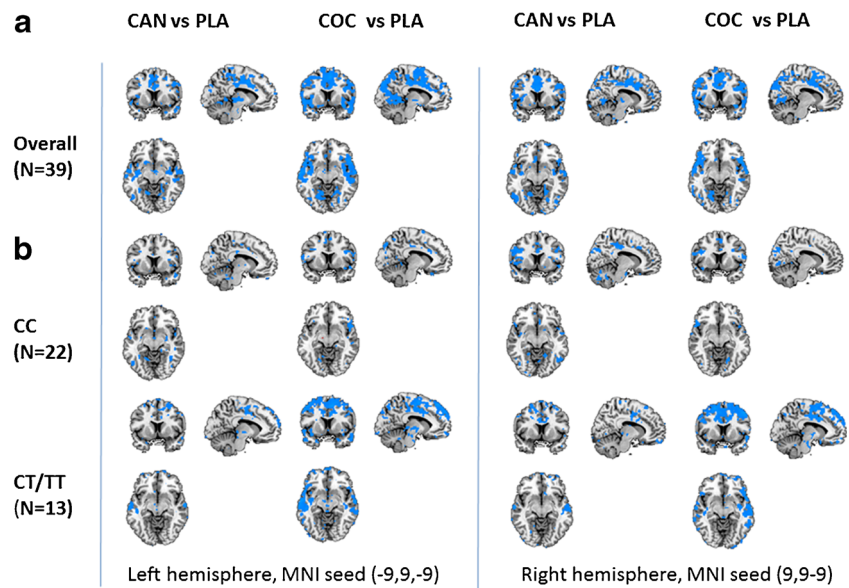 a
CAN vs PLA COC vs PLA CAN vs PLA COC vs PLA
Overall
(N=39)
b
CC
(N=22)
CT/TT
(N=13)
Left hemisphere, MNI seed (-9,9,-9) Right hemisphere, MNI seed (9,9-9)